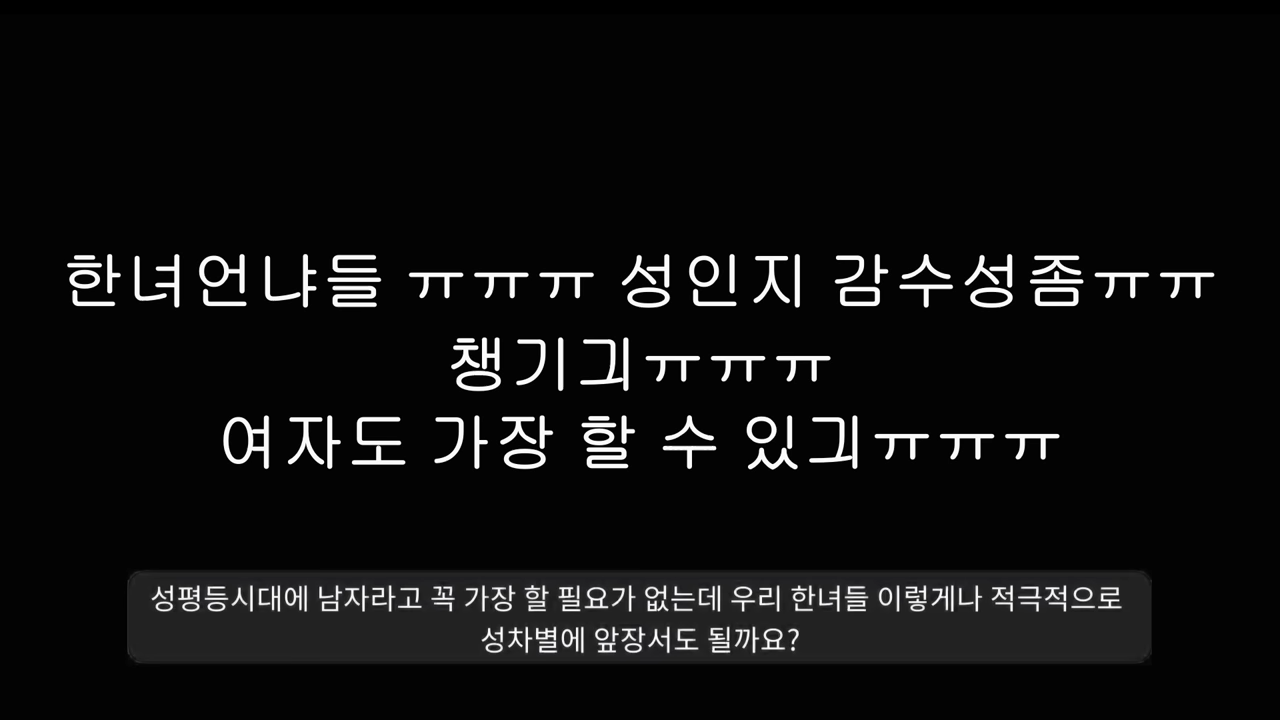 한녀언냐들 ㅠㅠㅠ 성인지 감수성좀ㅠㅠ
챙기긔ㅠㅠㅠ
여자도 가장 할 수 있긔ㅠㅠㅠ
성평등시대에 남자라고 꼭 가장 할 필요가 없는데 우리 한녀들 이렇게나 적극적으로
성차별에 앞장서도 될까요?